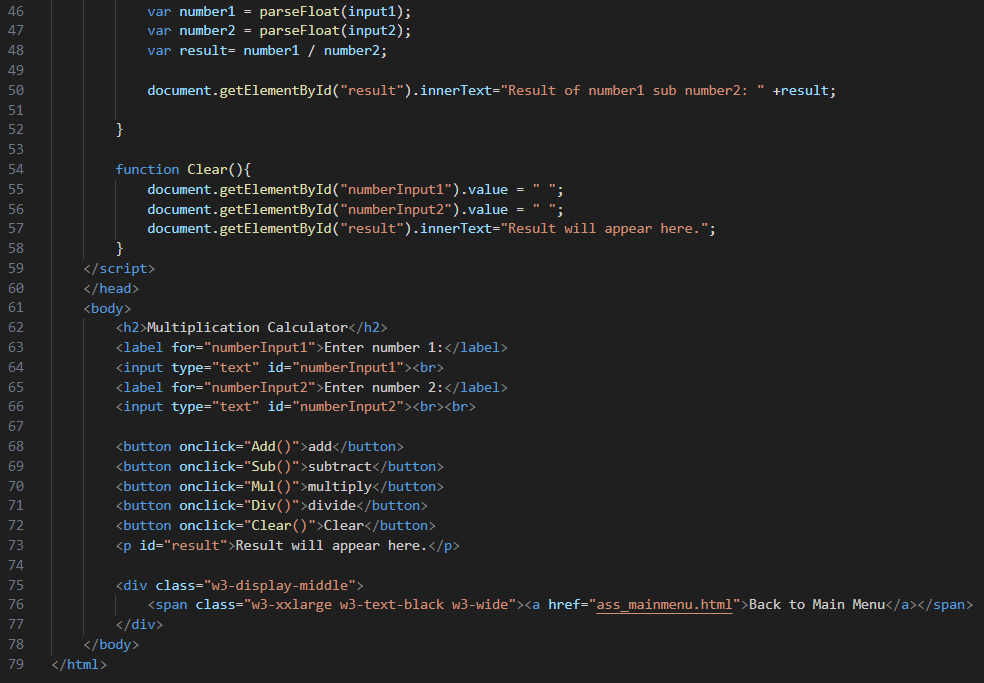 46 var number1 = parseFloat(input1);
47 var number2 = parseFloat(input2);
48 var result= number1 / number2;
49
50 document.getElementById("result").innerText="Result of number1 sub number2: " +result;
51
52 }
53
54 function Clear(){
55 document.getElementById("numberInput1").value = " ";
56 document.getElementById("numberInput2").value = " ";
57 document.getElementById("result").innerText="Result will appear here.";
58 }
59 </script>
60 </head>
61 <body>
62 <h2>Multiplication Calculator</h2>
63 <label for="numberInput1">Enter number 1:</label>
64 <input type="text" id="numberInput1"><br>
65 <label for="numberInput2">Enter number 2:</label>
66 <input type="text" id="numberInput2"><br><br>
67
68 <button onclick="Add()">add</button>
69 <button onclick="Sub()">subtract</button>
70 <button onclick="Mul()">multiply</button>
71 <button onclick="Div()">divide</button>
72 <button onclick="Clear()">Clear</button>
73 <p id="result">Result will appear here.</p>
74
75 <div class="w3-display-middle">
76 <span class="w3-xxlarge w3-text-black w3-wide"><a href="ass_mainmenu.html">Back to Main Menu</a></span>
77 </div>
78 </body>
79 </html>